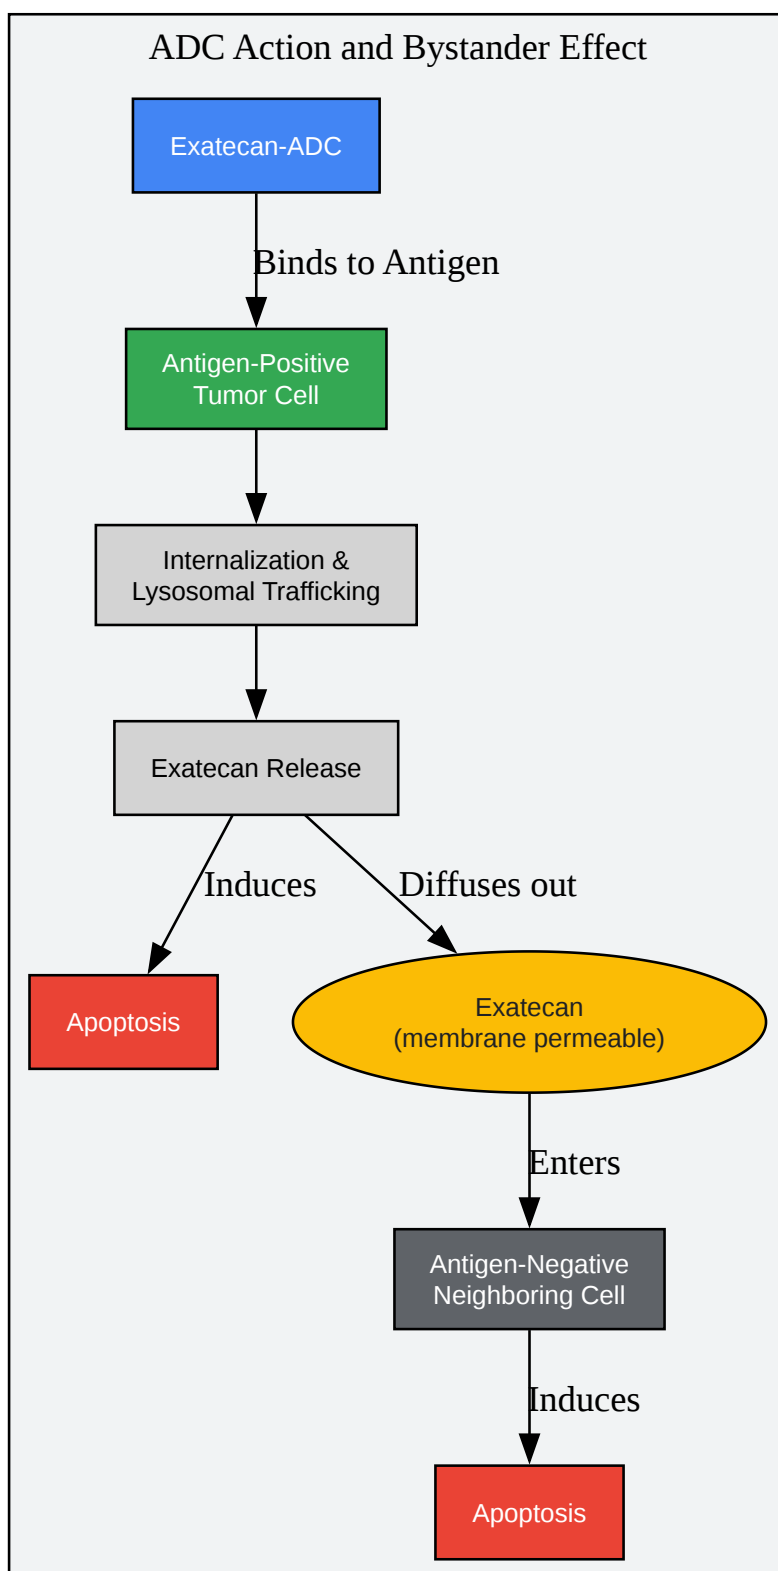 ADC Action and Bystander Effect
Exatecan-ADC
Binds to Antigen
Antigen-Positive
Tumor Cell
Internalization &
Lysosomal Trafficking
Exatecan Release
Induces
Diffuses out
Apoptosis
Exatecan
(membrane permeable)
Enters
Antigen-Negative
Neighboring Cell
Induces
Apoptosis